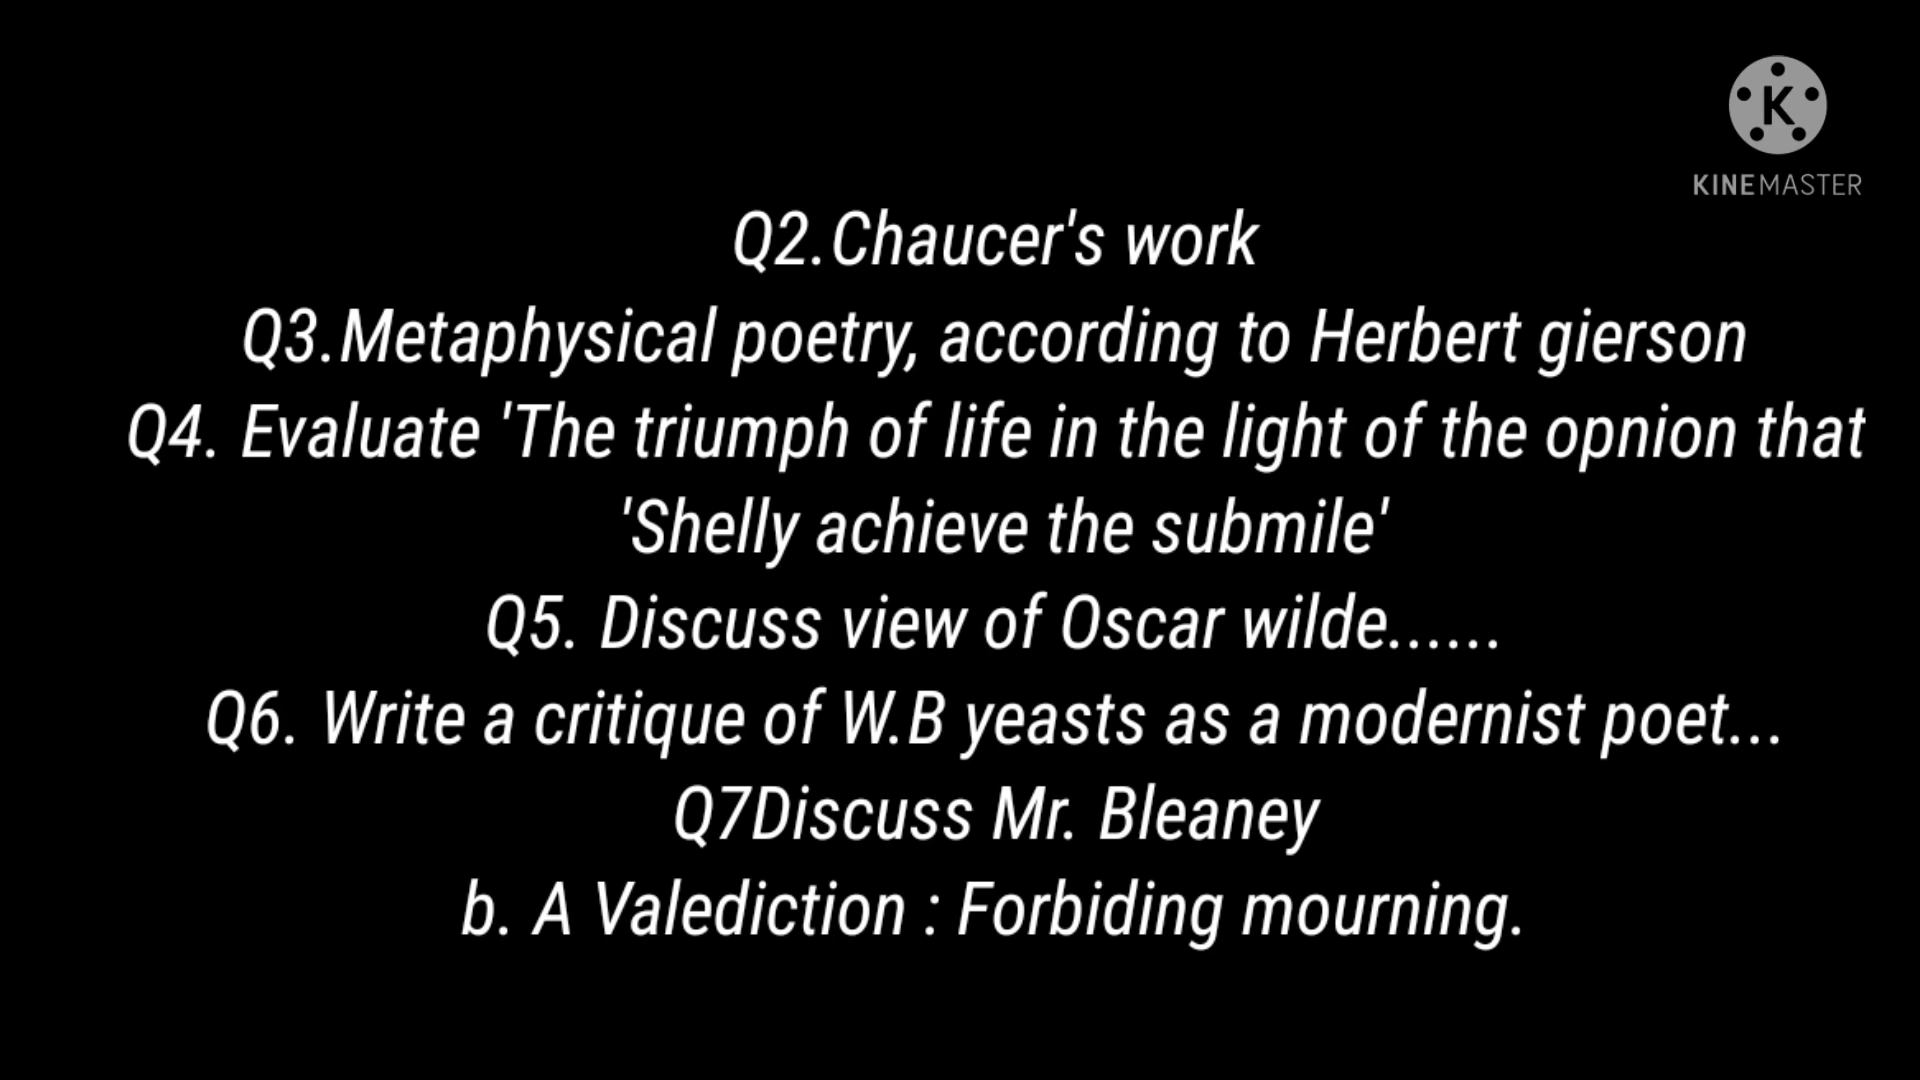 K
KINEMASTER
Q2.Chaucer's work
Q3.Metaphysical poetry, according to Herbert gierson
Q4. Evaluate 'The triumph of life in the light of the opnion that
'Shelly achieve the submile'
Q5. Discuss view of Oscar wilde......
Q6. Write a critique of W.B yeasts as a modernist poet...
Q7Discuss Mr. Bleaney
b. A Valediction : Forbiding mourning.